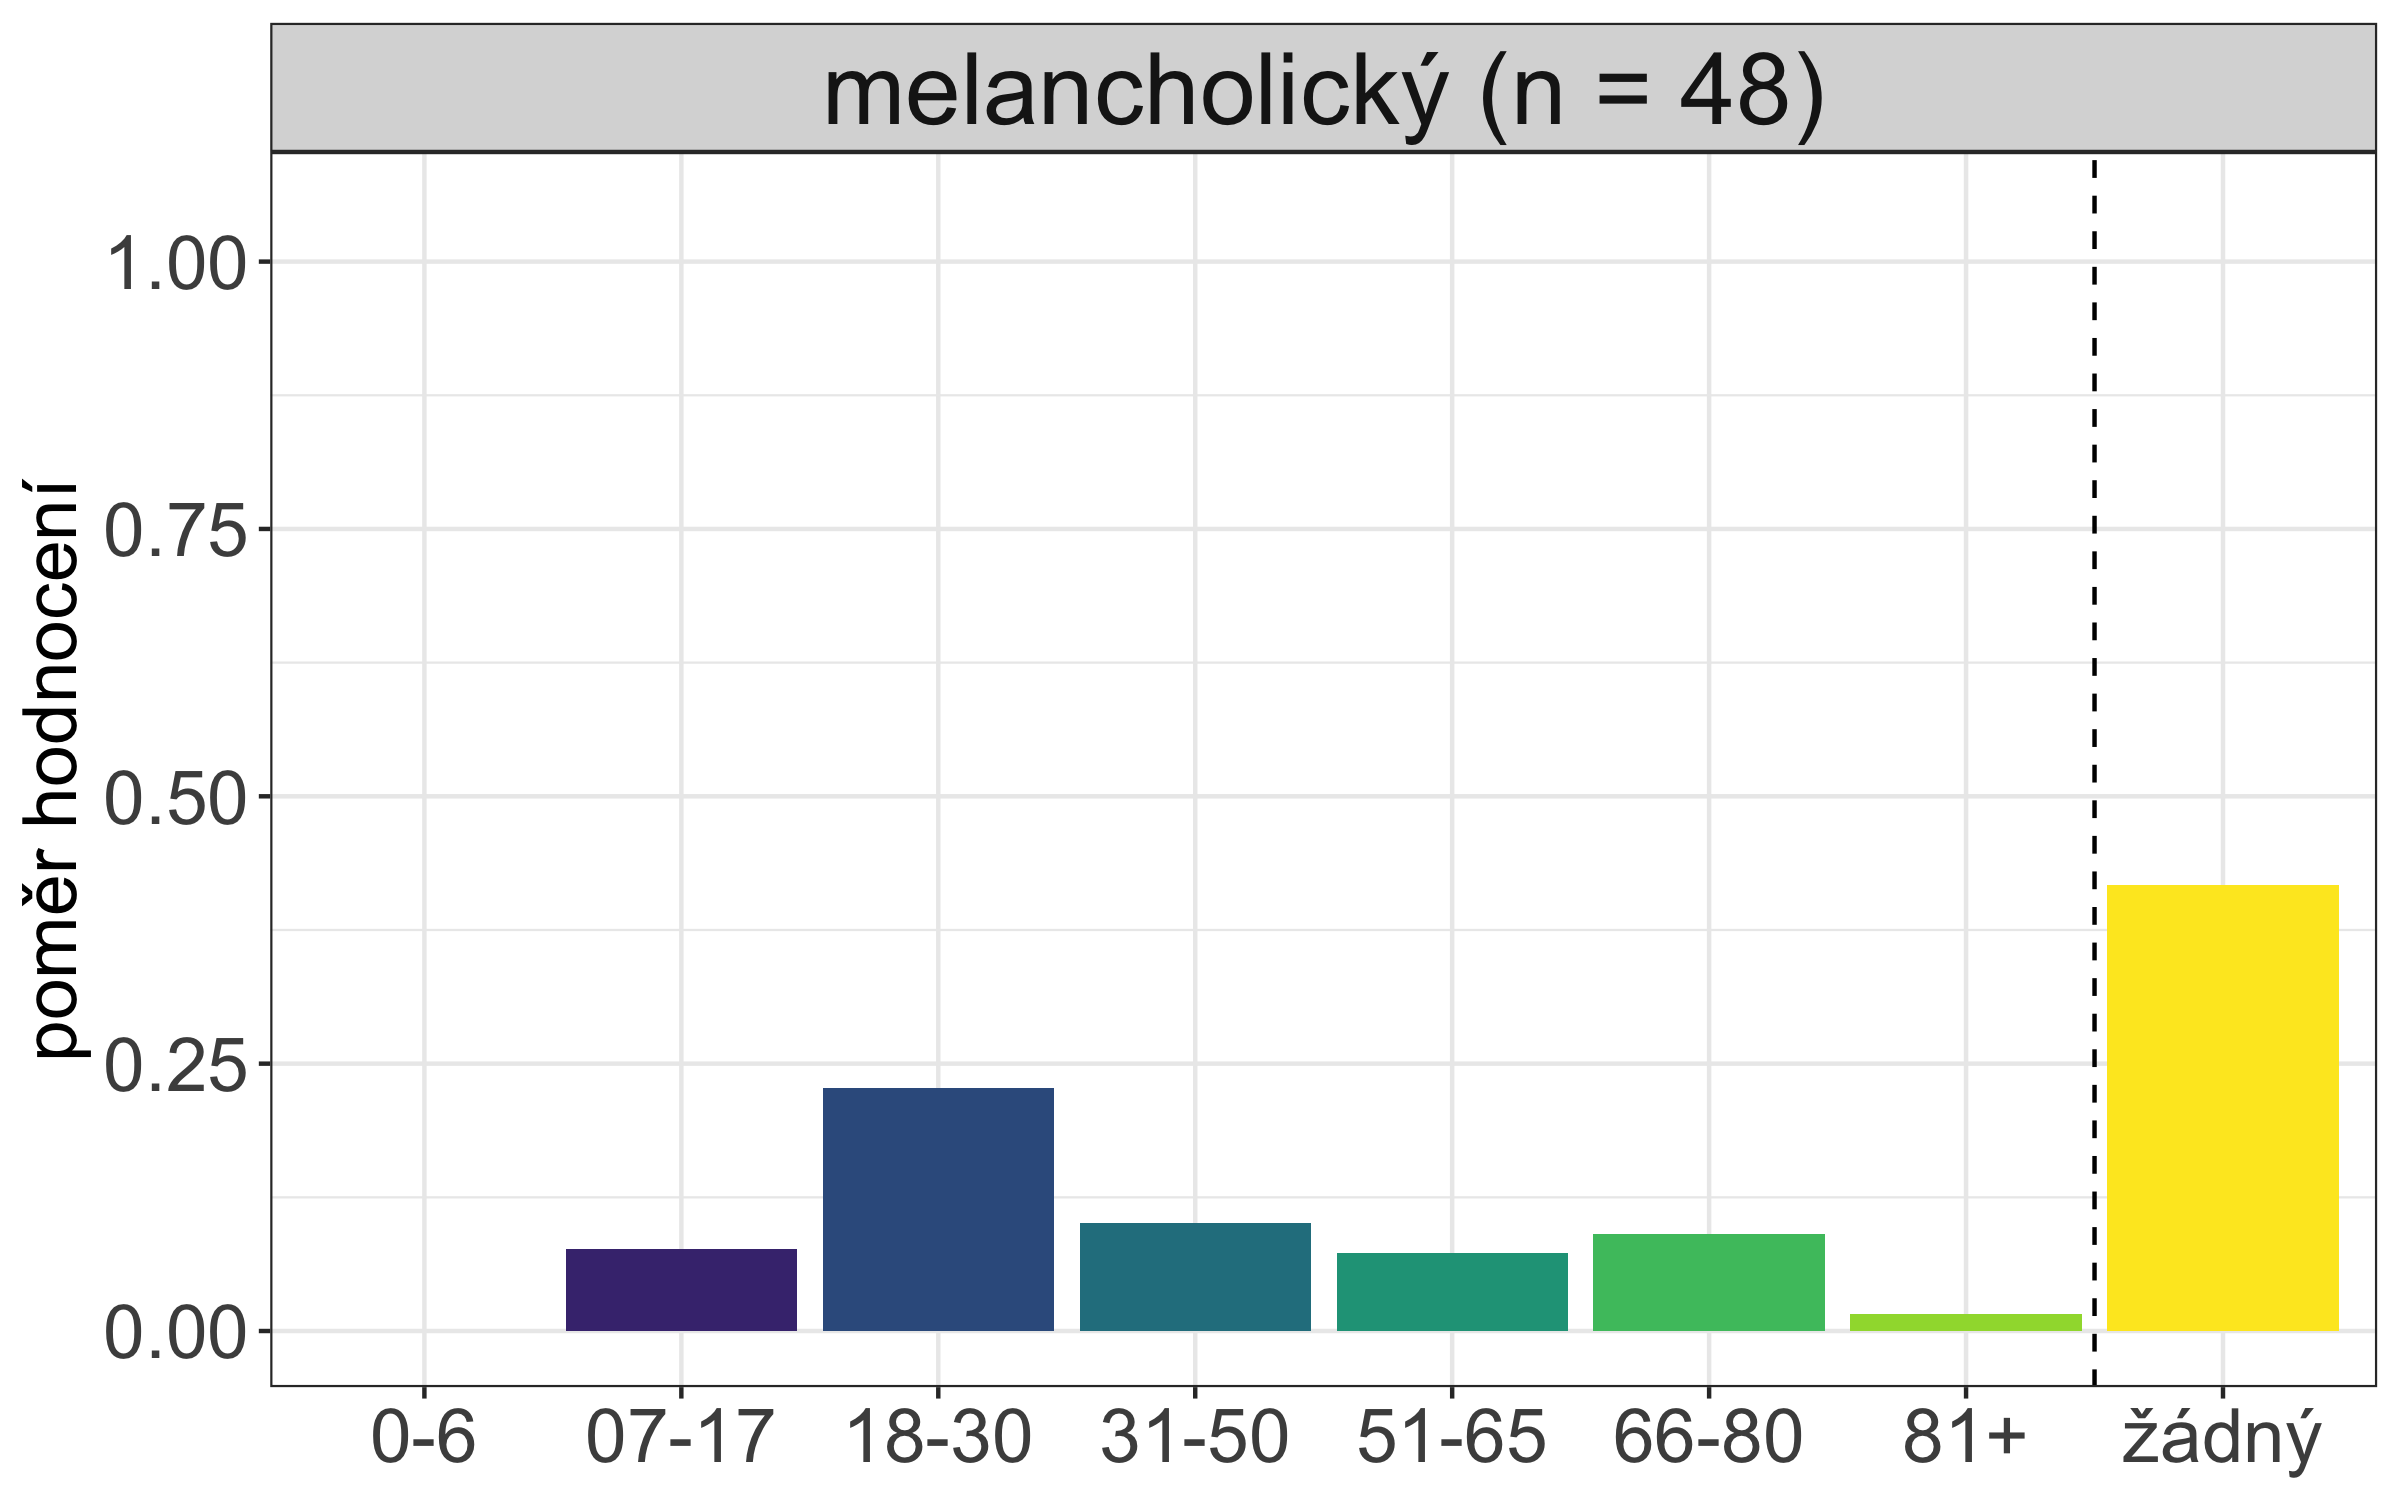 melancholický (n = 48)
poměr hodnocení
1.00
0.75
0.50
0.25
0.00
0-6 07-17 18-30 31-50 51-65 66-80 81+ žádný